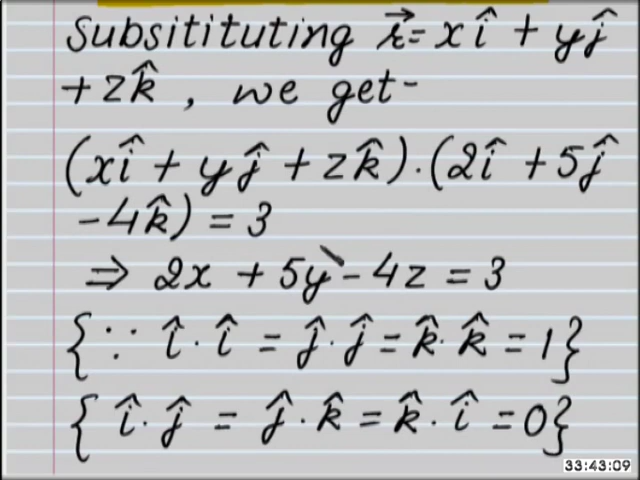 Subsitituting r⃗ = xî + yĵ
+ zk̂ , we get-
(xî + yĵ + zk̂).(2î + 5ĵ
-4k̂) = 3
⇒ 2x + 5y - 4z = 3
{∵ î . î = ĵ . ĵ = k̂ . k̂ = 1}
{ î . ĵ = ĵ . k̂ = k̂ . î = 0}
33:43:09